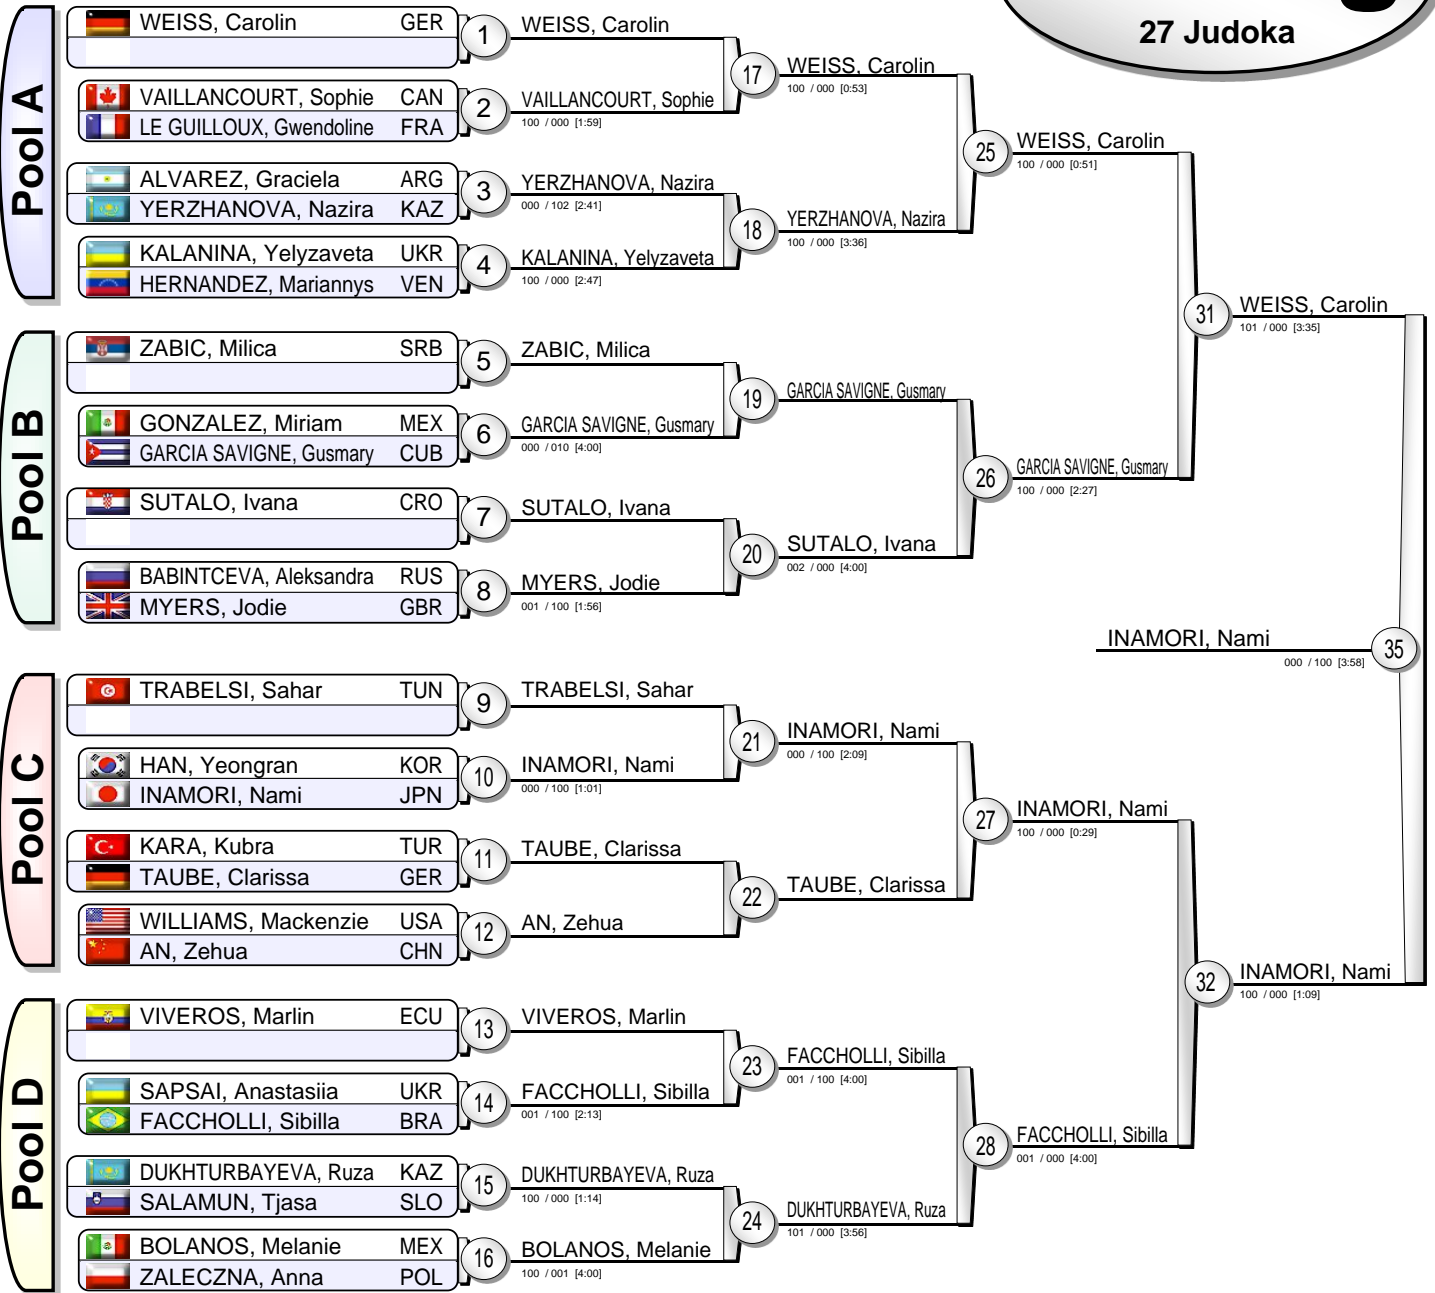 27 Judoka
Pool A
WEISS, Carolin GER
1
WEISS, Carolin
VAILLANCOURT, Sophie CAN
LE GUILLOUX, Gwendoline FRA
2
VAILLANCOURT, Sophie
100 / 000 [1:59]
17
WEISS, Carolin
100 / 000 [0:53]
ALVAREZ, Graciela ARG
YERZHANOVA, Nazira KAZ
3
YERZHANOVA, Nazira
000 / 102 [2:41]
KALANINA, Yelyzaveta UKR
HERNANDEZ, Mariannys VEN
4
KALANINA, Yelyzaveta
100 / 000 [2:47]
18
YERZHANOVA, Nazira
100 / 000 [3:36]
25
WEISS, Carolin
100 / 000 [0:51]
Pool B
ZABIC, Milica SRB
5
ZABIC, Milica
GONZALEZ, Miriam MEX
GARCIA SAVIGNE, Gusmary CUB
6
GARCIA SAVIGNE, Gusmary
000 / 010 [4:00]
19
GARCIA SAVIGNE, Gusmary
SUTALO, Ivana CRO
7
SUTALO, Ivana
BABINTCEVA, Aleksandra RUS
MYERS, Jodie GBR
8
MYERS, Jodie
001 / 100 [1:56]
20
SUTALO, Ivana
002 / 000 [4:00]
26
GARCIA SAVIGNE, Gusmary
100 / 000 [2:27]
31
WEISS, Carolin
101 / 000 [3:35]
INAMORI, Nami
000 / 100 [3:58]
35
Pool C
TRABELSI, Sahar TUN
9
TRABELSI, Sahar
HAN, Yeongran KOR
INAMORI, Nami JPN
10
INAMORI, Nami
000 / 100 [1:01]
21
INAMORI, Nami
000 / 100 [2:09]
KARA, Kubra TUR
TAUBE, Clarissa GER
11
TAUBE, Clarissa
WILLIAMS, Mackenzie USA
AN, Zehua CHN
12
AN, Zehua
22
TAUBE, Clarissa
27
INAMORI, Nami
100 / 000 [0:29]
Pool D
VIVEROS, Marlin ECU
13
VIVEROS, Marlin
SAPSAI, Anastasiia UKR
FACCHOLLI, Sibilla BRA
14
FACCHOLLI, Sibilla
001 / 100 [2:13]
23
FACCHOLLI, Sibilla
001 / 100 [4:00]
DUKHTURBAYEVA, Ruza KAZ
SALAMUN, Tjasa SLO
15
DUKHTURBAYEVA, Ruza
100 / 000 [1:14]
BOLANOS, Melanie MEX
ZALECZNA, Anna POL
16
BOLANOS, Melanie
100 / 001 [4:00]
24
DUKHTURBAYEVA, Ruza
101 / 000 [3:56]
28
FACCHOLLI, Sibilla
001 / 000 [4:00]
32
INAMORI, Nami
100 / 000 [1:09]